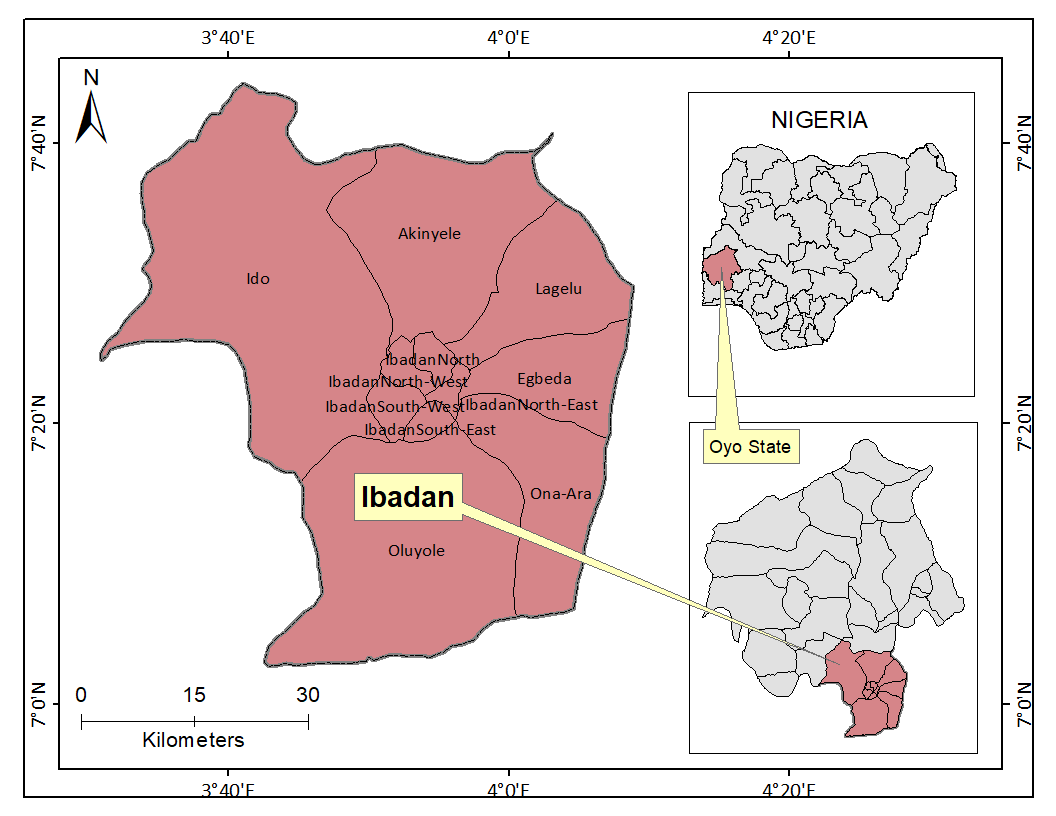 3°40'E 4°0'E 4°20'E
N
NIGERIA
7°40'N 7°40'N
Akinyele
Ido
Lagelu
IbadanNorth
IbadanNorth-West
Egbeda
IbadanSouth-West
IbadanNorth-East
IbadanSouth-East
7°20'N 7°20'N
Oyo State
Ibadan
Ona-Ara
Oluyole
0 15 30
Kilometers
7°0'N 7°0'N
3°40'E 4°0'E 4°20'E